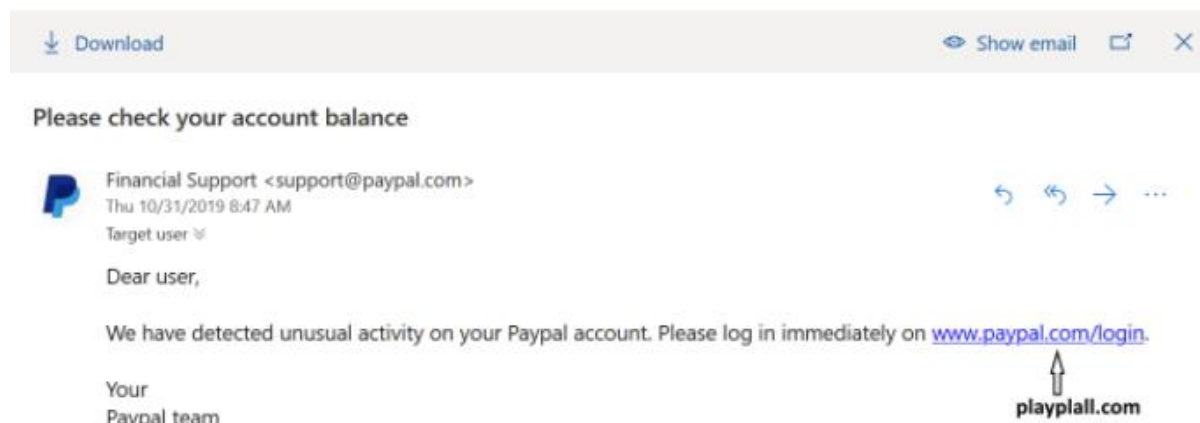 Download
Show email
Please check your account balance
Financial Support <support@paypal.com>
Thu 10/31/2019 8:47 AM
Target user
Dear user,
We have detected unusual activity on your Paypal account. Please log in immediately on www.paypal.com/login.
playplall.com
Your
Paypal team